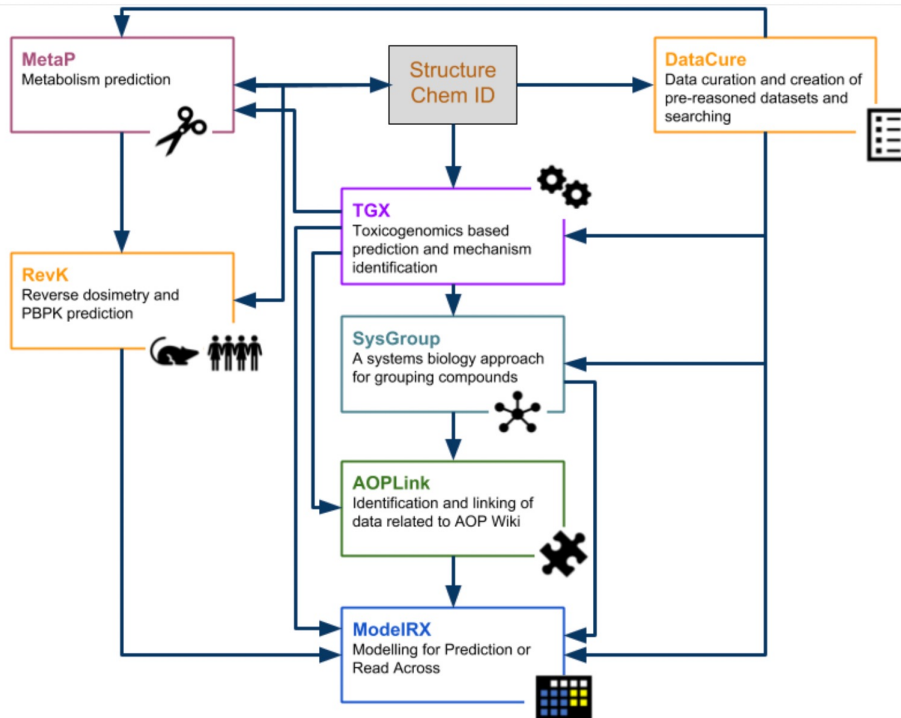 MetaP
Metabolism prediction
Structure
Chem ID
DataCure
Data curation and creation of
pre-reasoned datasets and
searching
TGX
Toxicogenomics based
prediction and mechanism
identification
RevK
Reverse dosimetry and
PBPK prediction
SysGroup
A systems biology approach
for grouping compounds
AOPLink
Identification and linking of
data related to AOP Wiki
ModelRX
Modelling for Prediction or
Read Across